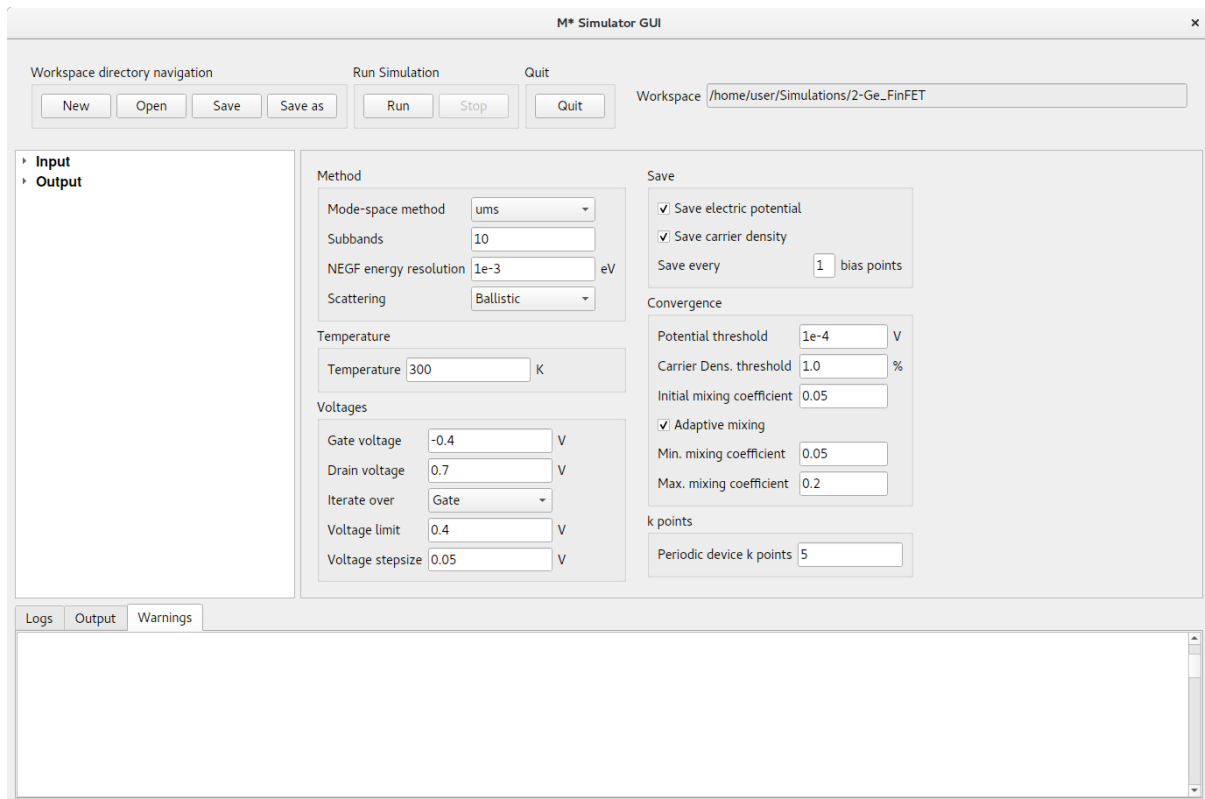 M* Simulator GUI
×
Workspace directory navigation
New
Open
Save
Save as
Run Simulation
Run
Stop
Quit
Quit
Workspace /home/user/Simulations/2-Ge_FinFET
Input
Output
Method
Mode-space method ums
Subbands 10
NEGF energy resolution 1e-3 eV
Scattering Ballistic
Temperature
Temperature 300 K
Voltages
Gate voltage -0.4 V
Drain voltage 0.7 V
Iterate over Gate
Voltage limit 0.4 V
Voltage stepsize 0.05 V
Save
Save electric potential
Save carrier density
Save every 1 bias points
Convergence
Potential threshold 1e-4 V
Carrier Dens. threshold 1.0 %
Initial mixing coefficient 0.05
Adaptive mixing
Min. mixing coefficient 0.05
Max. mixing coefficient 0.2
k points
Periodic device k points 5
Logs
Output
Warnings